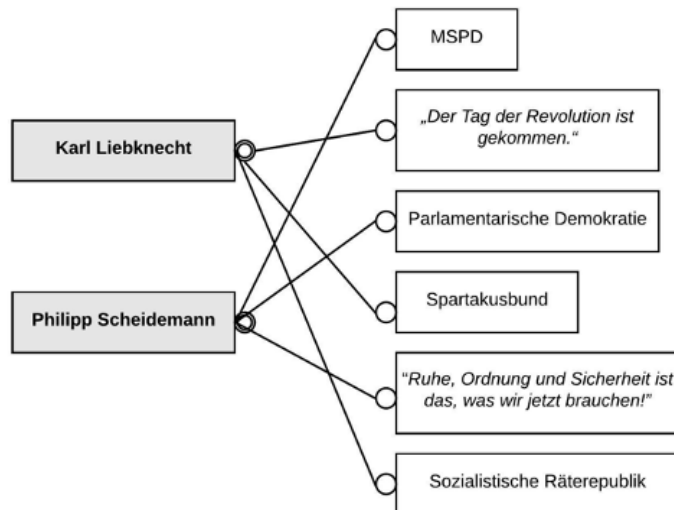 MSPD
„Der Tag der Revolution ist
gekommen.“
Karl Liebknecht
Parlamentarische Demokratie
Spartakusbund
Philipp Scheidemann
“Ruhe, Ordnung und Sicherheit ist
das, was wir jetzt brauchen!”
Sozialistische Räterepublik